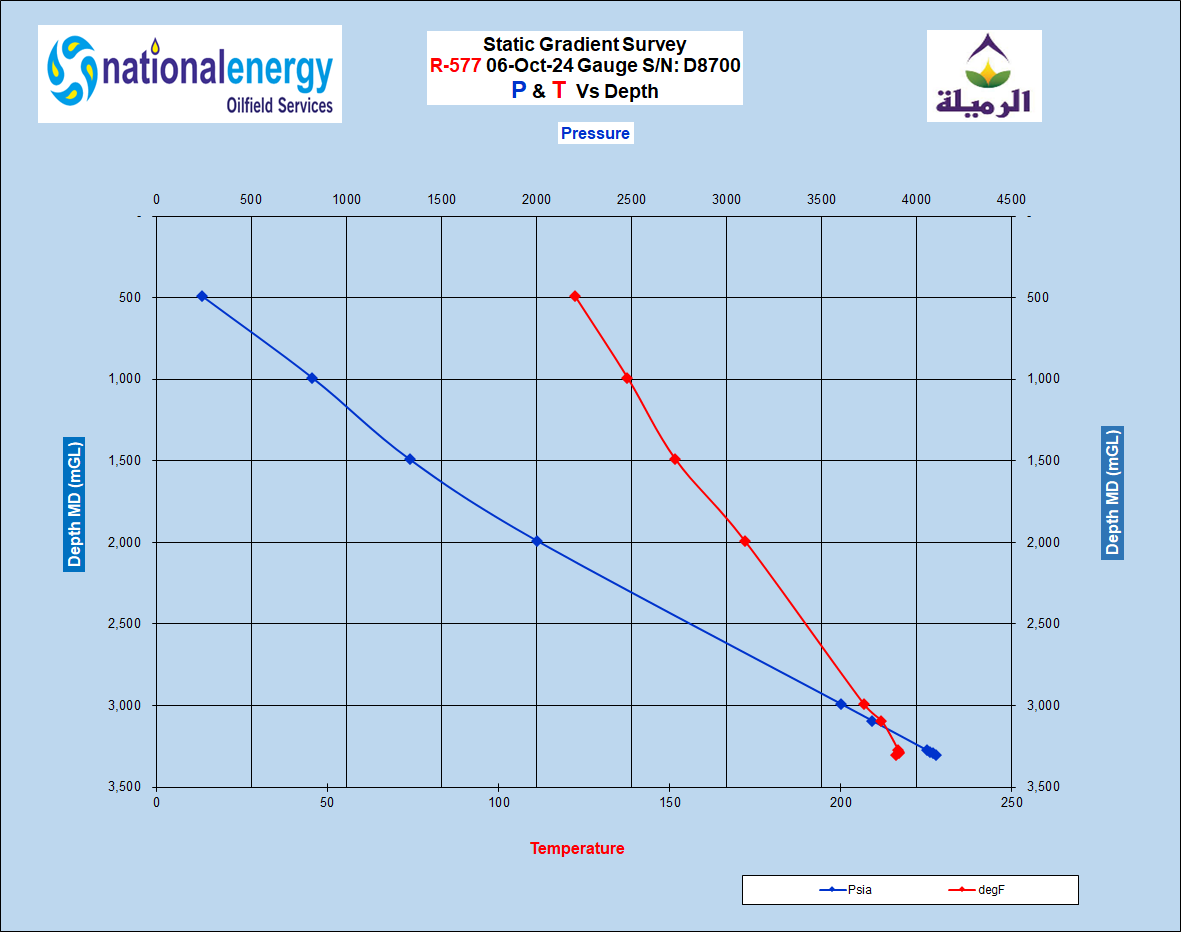 nationalenergy
Oilfield Services
Static Gradient Survey
R-577 06-Oct-24 Gauge S/N: D8700
P & T Vs Depth
الرميلة
Pressure
0 500 1000 1500 2000 2500 3000 3500 4000 4500
- -
500 500
1,000 1,000
1,500 1,500
Depth MD (mGL) Depth MD (mGL)
2,000 2,000
2,500 2,500
3,000 3,000
3,500 3,500
0 50 100 150 200 250
Temperature
Psia degF